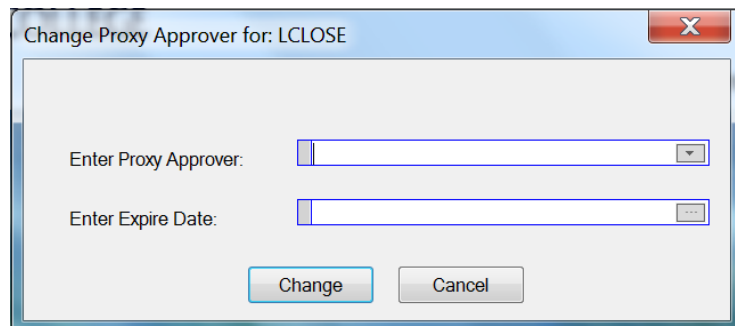 Change Proxy Approver for: LCLOSE
Enter Proxy Approver:
Enter Expire Date:
Change Cancel